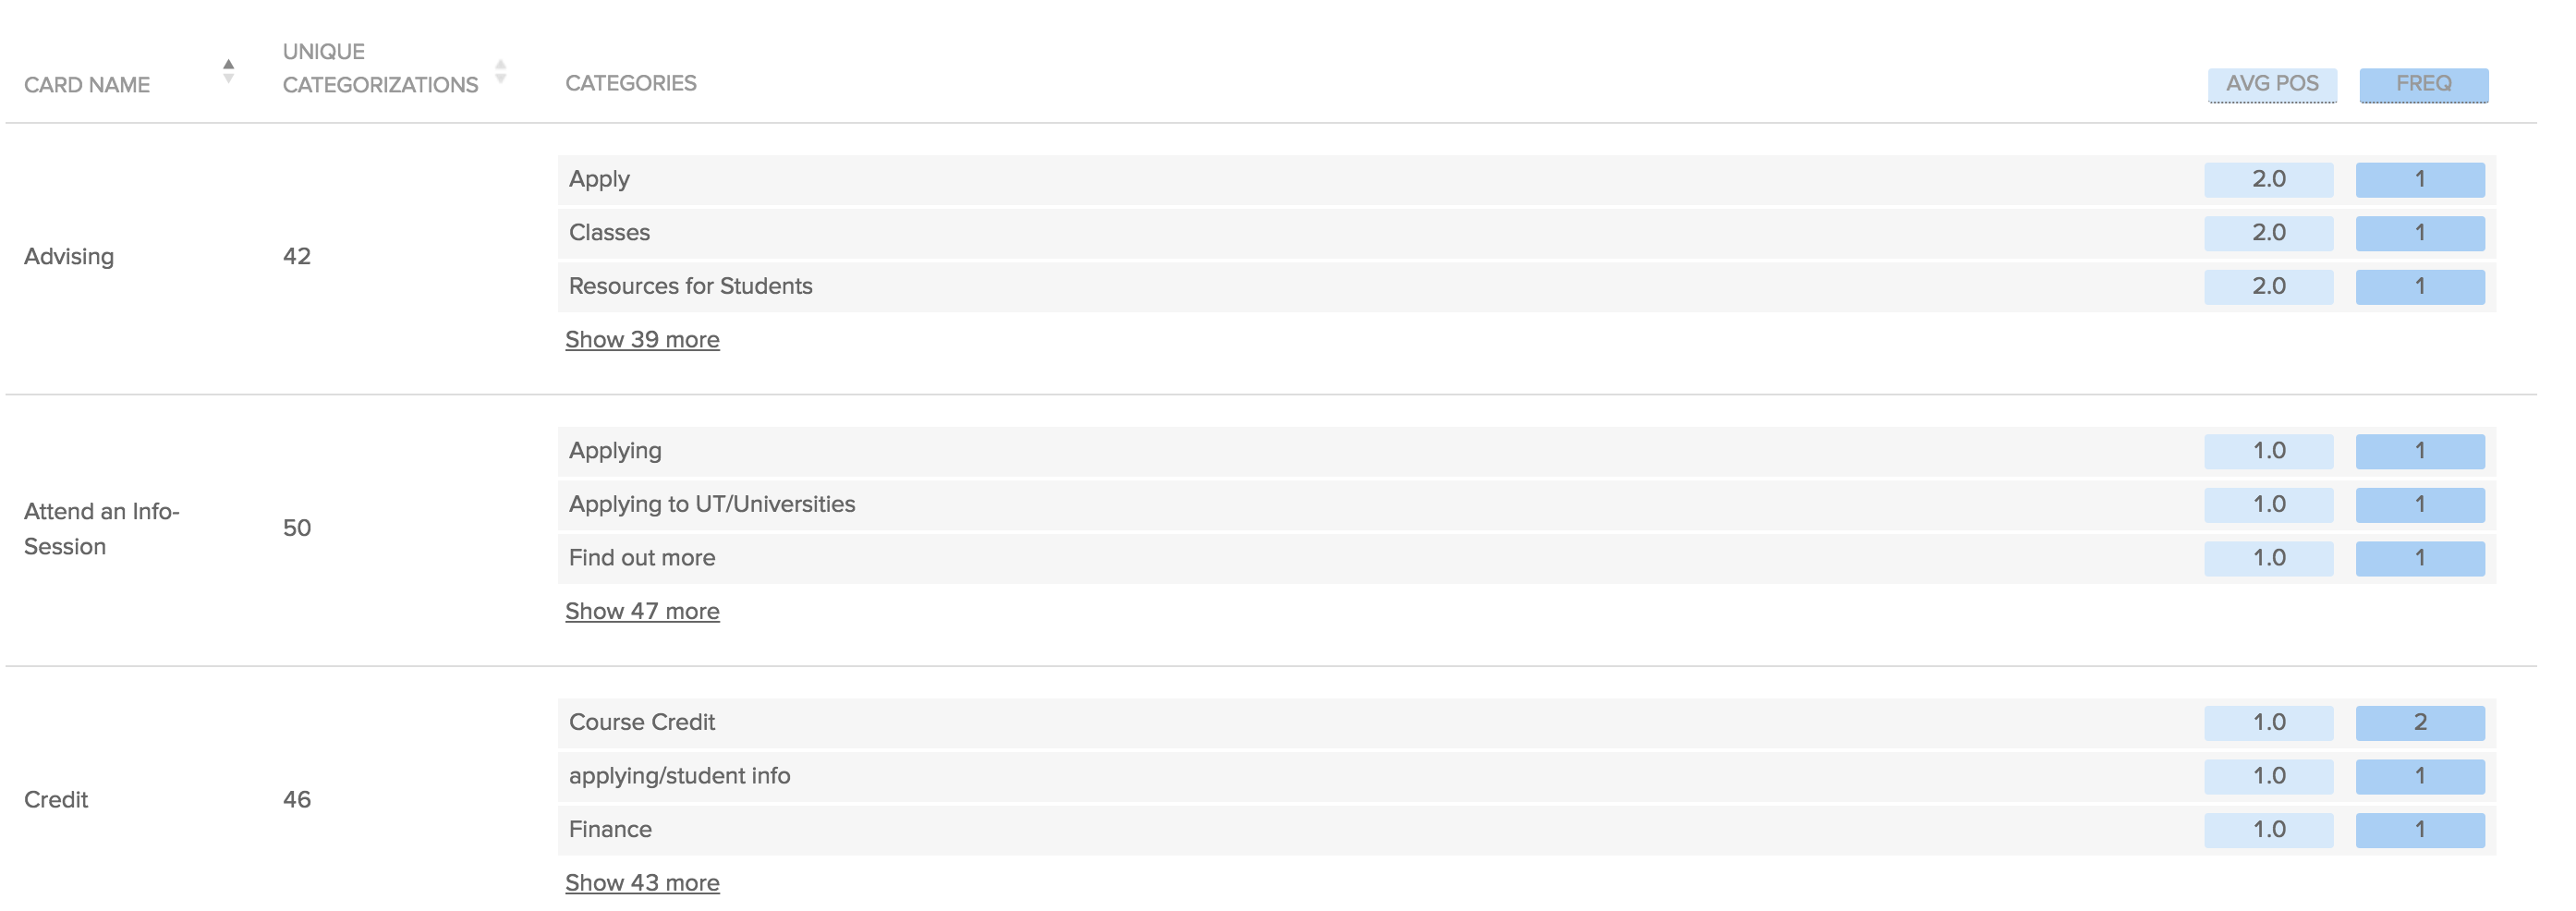 CARD NAME UNIQUE CATEGORIZATIONS CATEGORIES AVG POS FREQ
Advising 42
Apply 2.0 1
Classes 2.0 1
Resources for Students 2.0 1
Show 39 more
Attend an Info-
Session
50
Applying 1.0 1
Applying to UT/Universities 1.0 1
Find out more 1.0 1
Show 47 more
Credit 46
Course Credit 1.0 2
applying/student info 1.0 1
Finance 1.0 1
Show 43 more